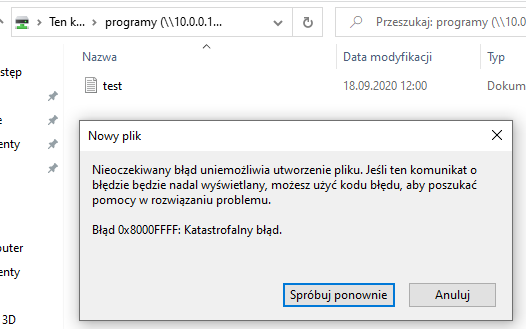 Ten k... programy (\\10.0.0.1...
Przeszukaj: programy (\\10.0
Nazwa Data modyfikacji Typ
stęp
test 18.09.2020 12:00 Dokum
e
enty
Nowy plik
Nieoczekiwany błąd uniemożliwia utworzenie pliku. Jeśli ten komunikat o
błędzie będzie nadal wyświetlany, możesz użyć kodu błędu, aby poszukać
pomocy w rozwiązaniu problemu.
Błąd 0x8000FFFF: Katastrofalny błąd.
puter
enty
Spróbuj ponownie Anuluj
3D